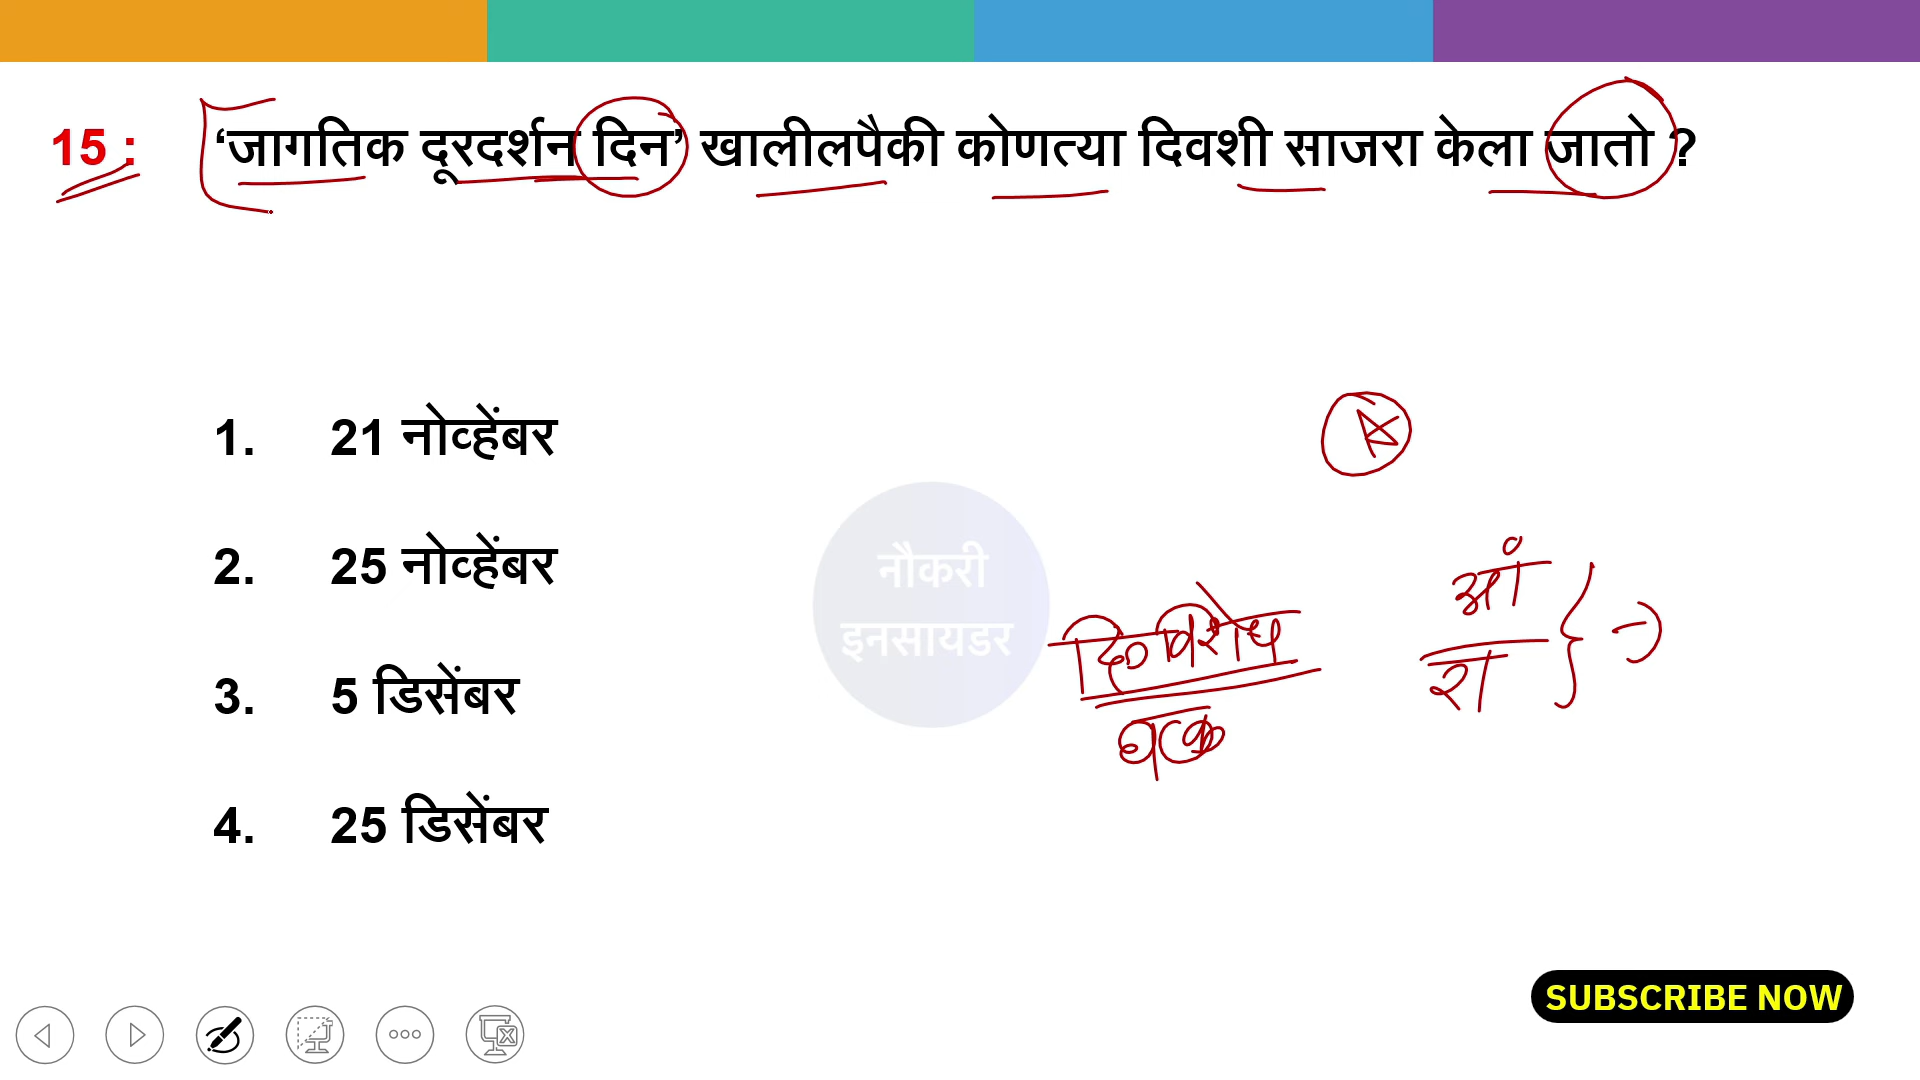 15 : ‘जागतिक दूरदर्शन दिन’ खालीलपैकी कोणत्या दिवशी साजरा केला जातो ?
1. 21 नोव्हेंबर
2. 25 नोव्हेंबर
3. 5 डिसेंबर
4. 25 डिसेंबर
नौकरी
इनसायडर
दिनविशेष
आं
रा
SUBSCRIBE NOW